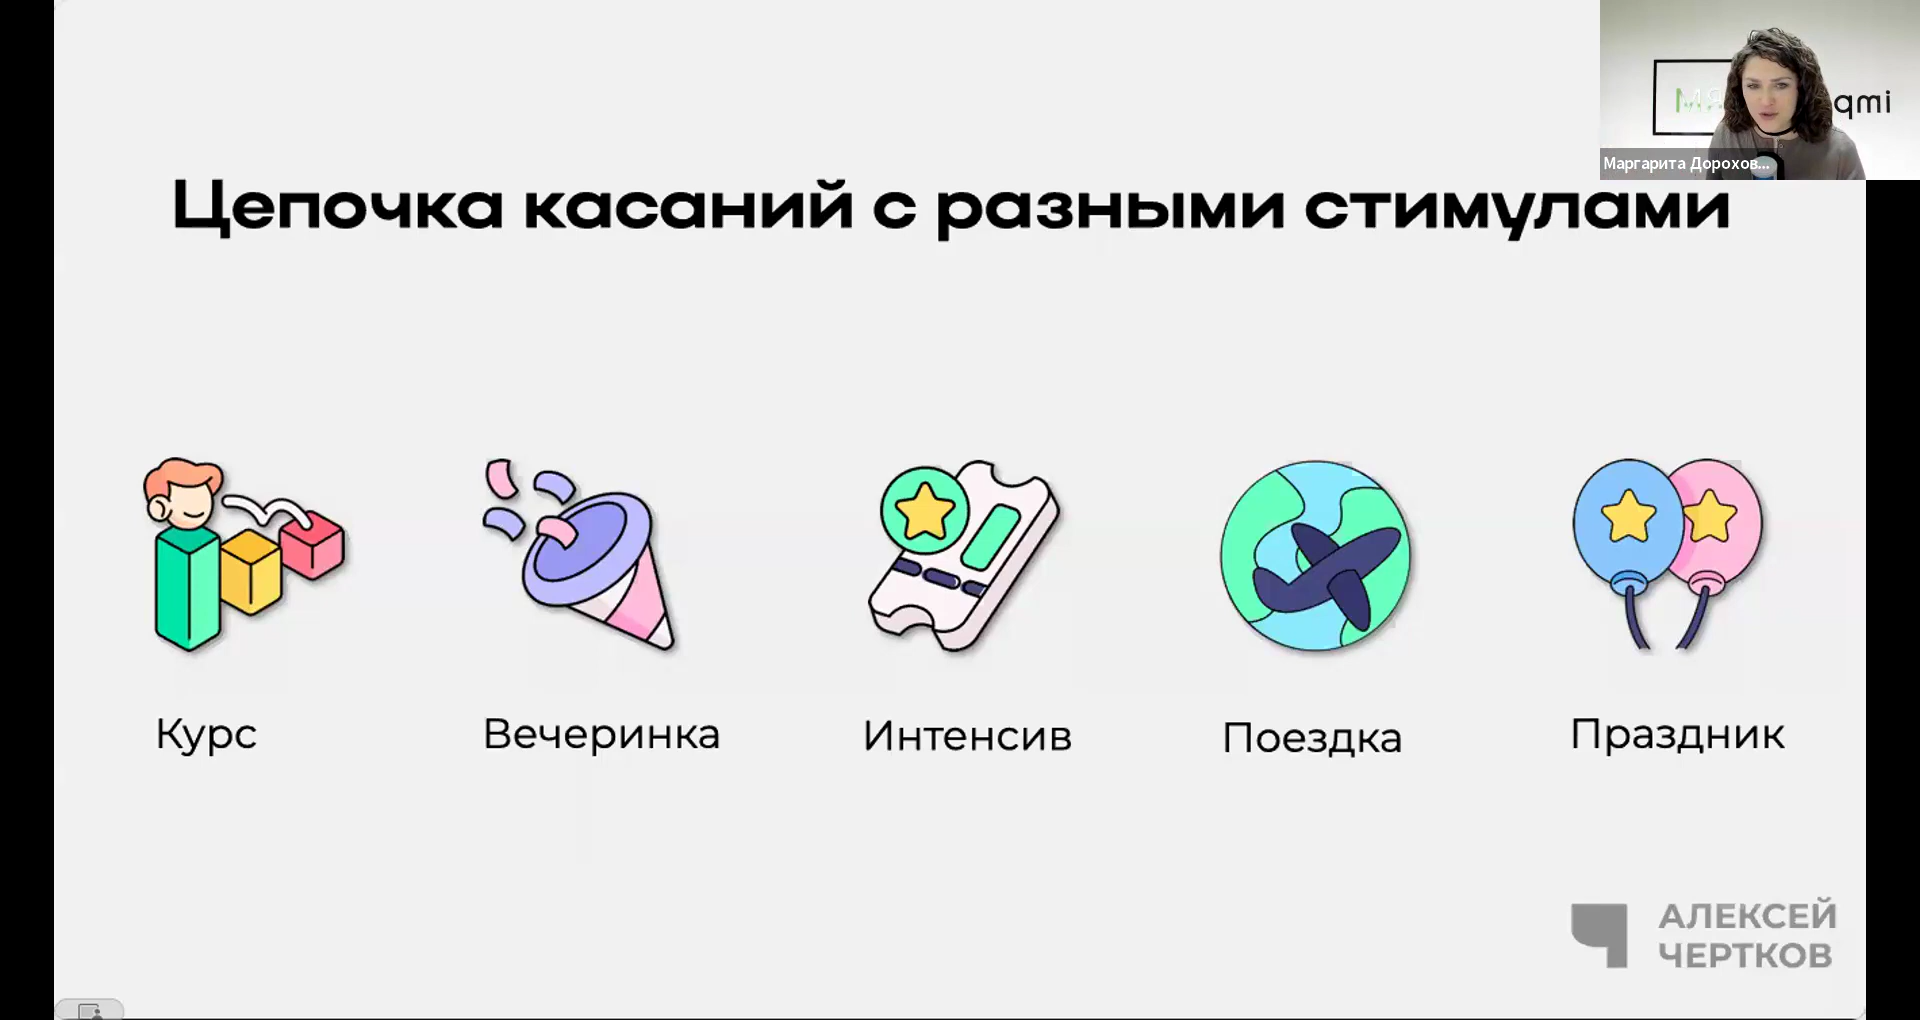 qmi
Маргарита Дорохов...
Цепочка касаний с разными стимулами
Курс
Вечеринка
Интенсив
Поездка
Праздник
АЛЕКСЕЙ
ЧЕРТКОВ